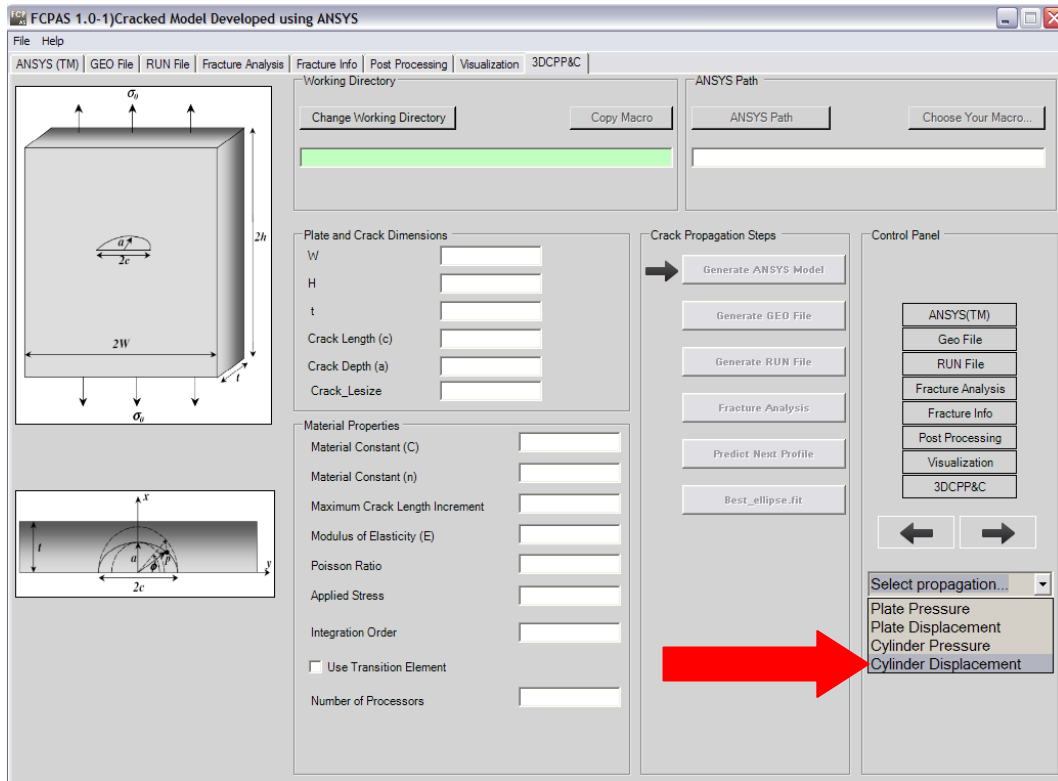 FCPAS 1.0-1)Cracked Model Developed using ANSYS
File Help
ANSYS (TM) GEO File RUN File Fracture Analysis Fracture Info Post Processing Visualization 3DCPP&C
σ0
a
2c
2h
2W
t
σ0
x
t
a
p
ϕ
y
2c
Working Directory
Change Working Directory Copy Macro
ANSYS Path
ANSYS Path Choose Your Macro...
Plate and Crack Dimensions
W
H
t
Crack Length (c)
Crack Depth (a)
Crack_Lesize
Material Properties
Material Constant (C)
Material Constant (n)
Maximum Crack Length Increment
Modulus of Elasticity (E)
Poisson Ratio
Applied Stress
Integration Order
Use Transition Element
Number of Processors
Crack Propagation Steps
Generate ANSYS Model
Generate GEO File
Generate RUN File
Fracture Analysis
Predict Next Profile
Best_ellipse.fit
Control Panel
ANSYS(TM)
Geo File
RUN File
Fracture Analysis
Fracture Info
Post Processing
Visualization
3DCPP&C
Select propagation...
Plate Pressure
Plate Displacement
Cylinder Pressure
Cylinder Displacement